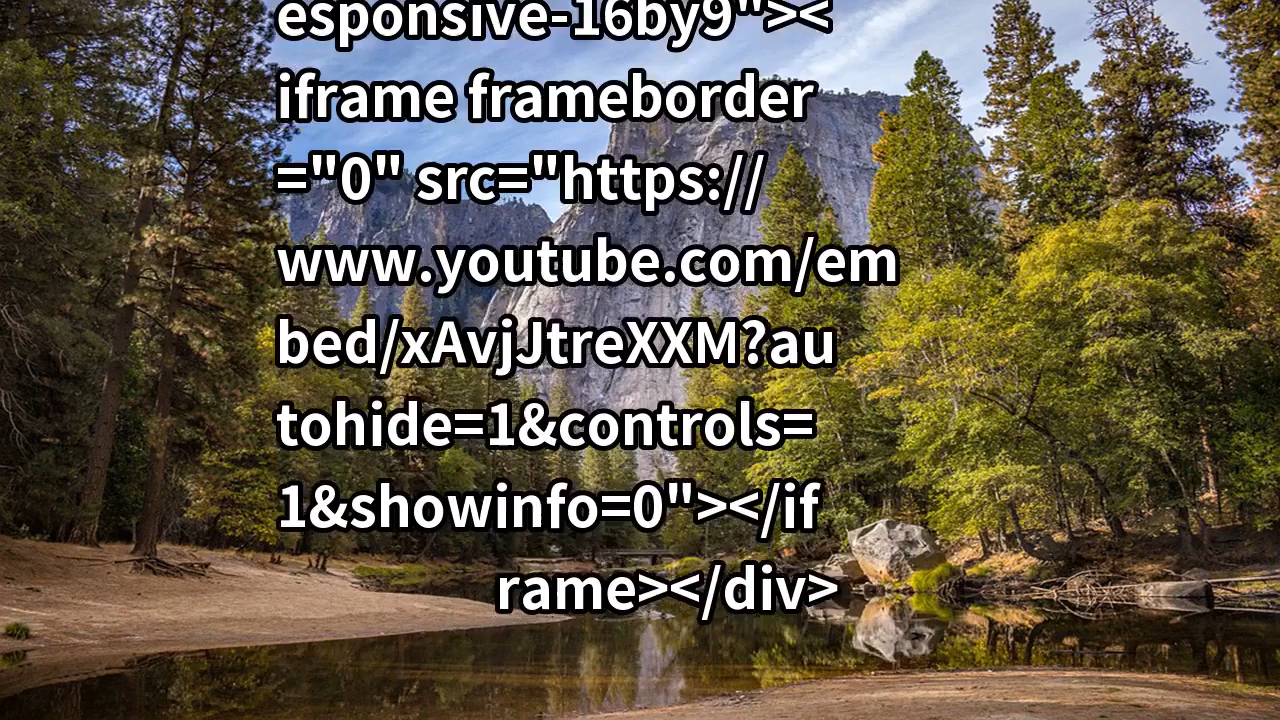 esponsive-16by9"><
iframe frameborder
="0" src="https://
www.youtube.com/em
bed/xAvjJtreXXM?au
tohide=1&controls=
1&showinfo=0"></if
rame></div>